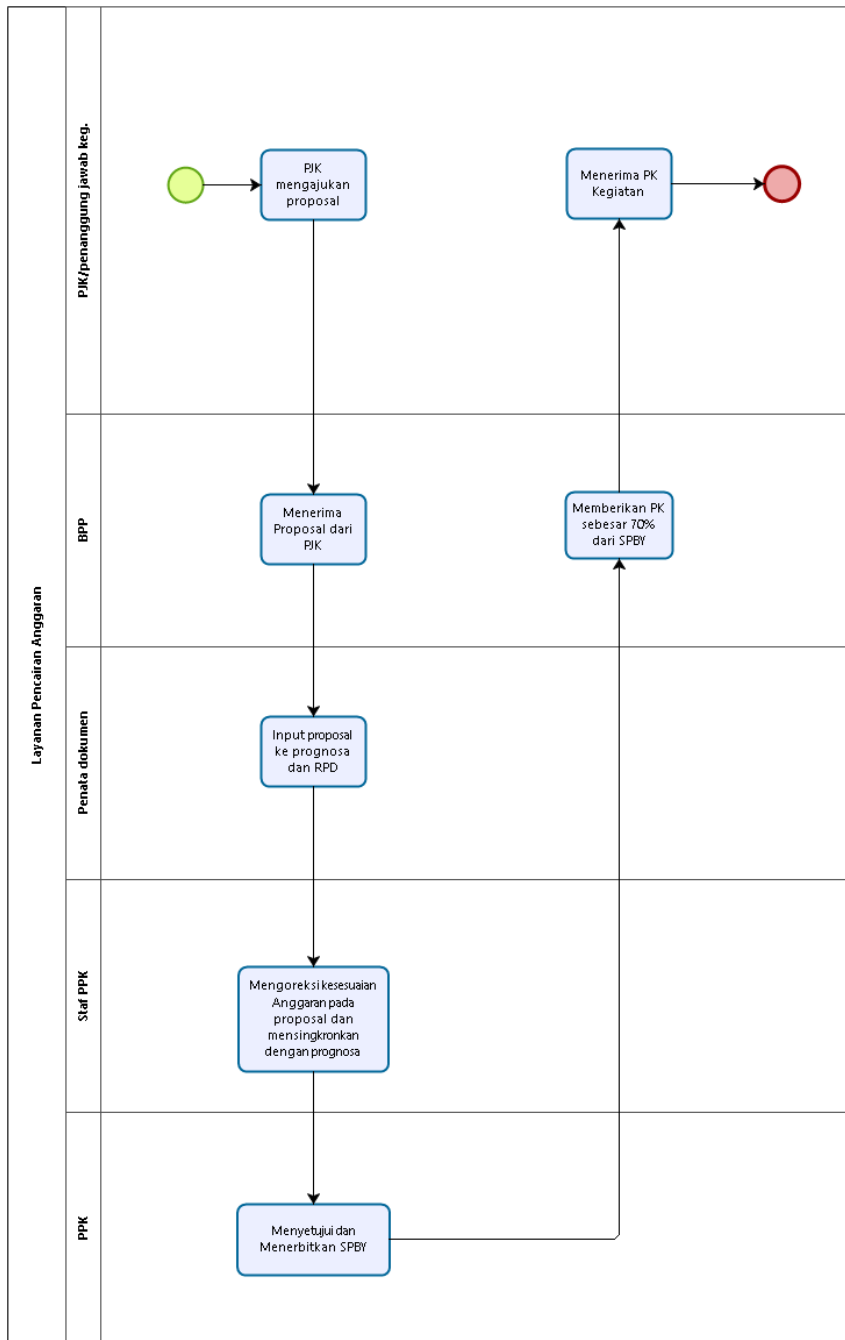 Layanan Pencairan Anggaran
PJK/penanggung jawab keg.
PJK
mengajukan
proposal
Menerima PK
Kegiatan
BPP
Menerima
Proposal dari
PJK
Memberikan PK
sebesar 70%
dari SPBY
Penata dokumen
Input proposal
ke prognosa
dan RPD
Staf PPK
Mengoreksi kesesuaian
Anggaran pada
proposal dan
mensingkronkan
dengan prognosa
PPK
Menyetujui dan
Menerbitkan SPBY